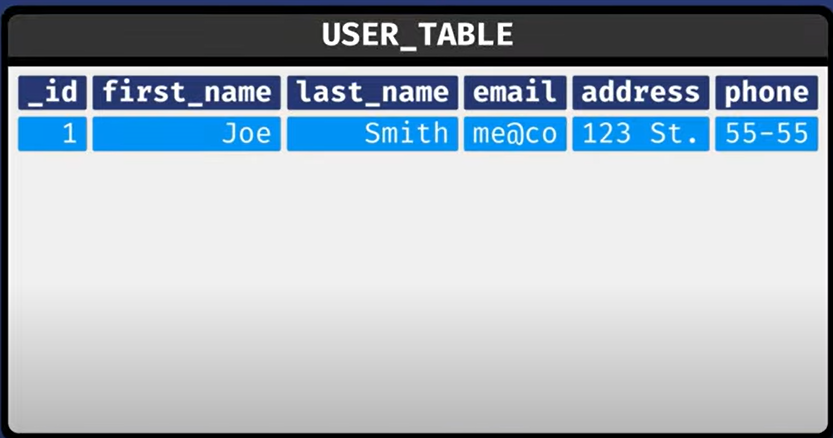 USER_TABLE
_id first_name last_name email address phone
1 Joe Smith me@co 123 St. 55-55